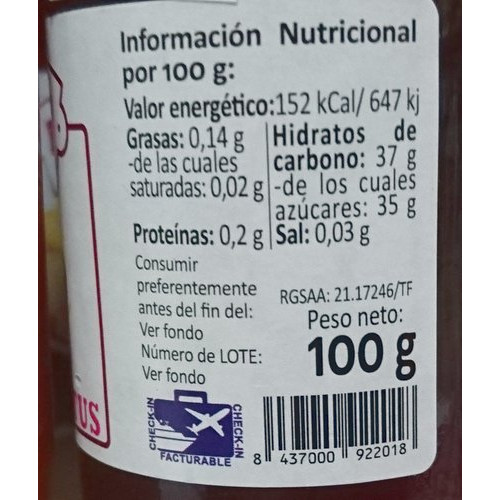 Información Nutricional
por 100 g:
Valor energético:152 kCal/ 647 kj
Grasas: 0,14 g
-de las cuales
saturadas: 0,02 g
Proteínas: 0,2 g
Hidratos de
carbono: 37 g
-de los cuales
azúcares: 35 g
Sal: 0,03 g
Consumir
preferentemente
antes del fin del:
Ver fondo
Número de LOTE:
Ver fondo
RGSAA: 21.17246/TF
Peso neto:
100 g
CHECK-IN
CHECK-IN
FACTURABLE
8 437000 922018
US